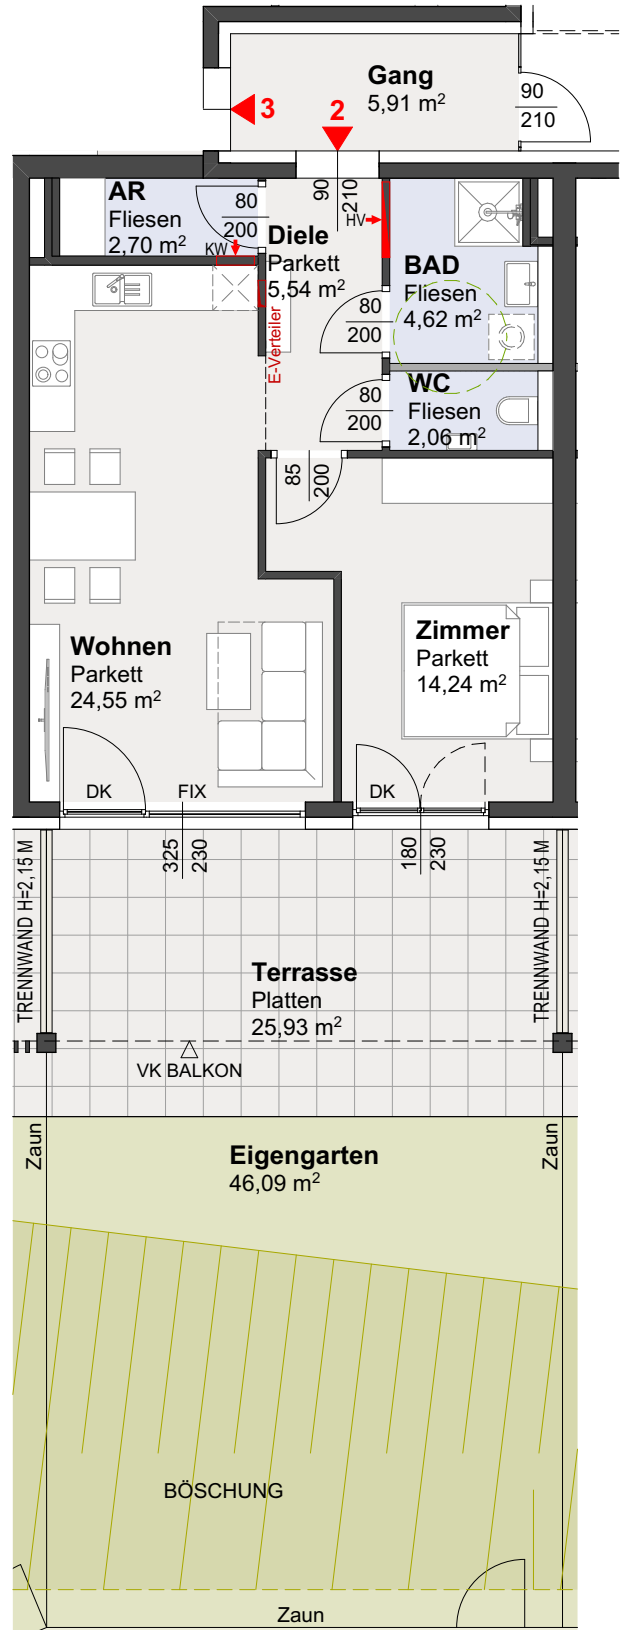 Gang
5,91 m²
90
210
3
2
AR
Fliesen
2,70 m²
80
200
KW
90
210
HV
Diele
Parkett
5,54 m²
BAD
Fliesen
4,62 m²
80
200
E-Verteiler
WC
Fliesen
2,06 m²
80
200
85
200
Wohnen
Parkett
24,55 m²
Zimmer
Parkett
14,24 m²
DK
FIX
DK
325
230
180
230
TRENNWAND H=2,15 M
TRENNWAND H=2,15 M
Terrasse
Platten
25,93 m²
VK BALKON
Zaun
Zaun
Eigengarten
46,09 m²
BÖSCHUNG
Zaun